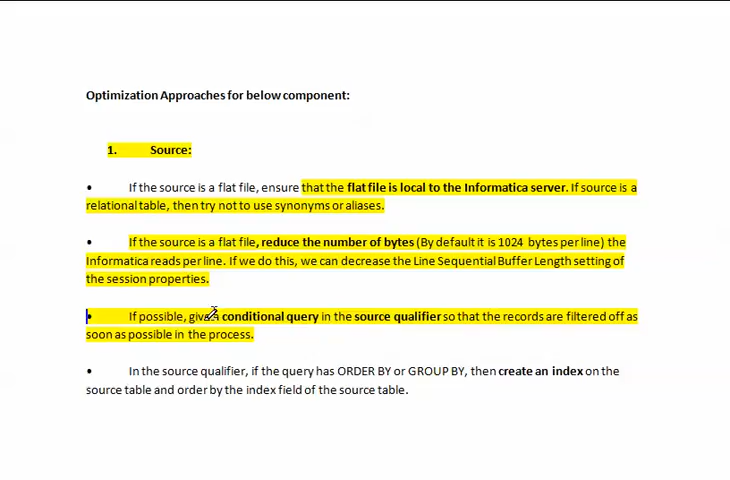 Optimization Approaches for below component:
1. Source:
• If the source is a flat file, ensure that the flat file is local to the Informatica server. If source is a
relational table, then try not to use synonyms or aliases.
• If the source is a flat file, reduce the number of bytes (By default it is 1024 bytes per line) the
Informatica reads per line. If we do this, we can decrease the Line Sequential Buffer Length setting of
the session properties.
• If possible, give a conditional query in the source qualifier so that the records are filtered off as
soon as possible in the process.
• In the source qualifier, if the query has ORDER BY or GROUP BY, then create an index on the
source table and order by the index field of the source table.